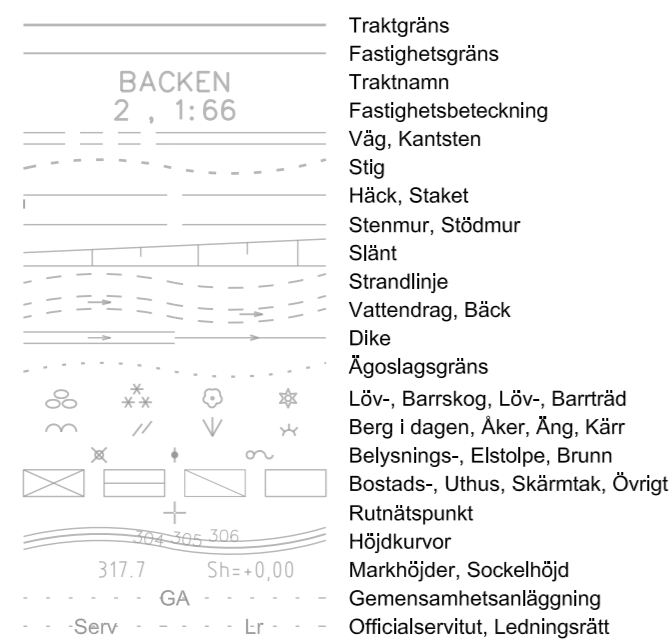 Traktgräns
Fastighetsgräns
BACKEN Traktnamn
2 , 1:66 Fastighetsbeteckning
Väg, Kantsten
Stig
Häck, Staket
Stenmur, Stödmur
Slänt
Strandlinje
Vattendrag, Bäck
Dike
Ägoslagsgräns
Löv-, Barrskog, Löv-, Barrträd
Berg i dagen, Åker, Äng, Kärr
Belysnings-, Elstolpe, Brunn
Bostads-, Uthus, Skärmtak, Övrigt
Rutnätspunkt
304 305 306 Höjdkurvor
317.7 Sh=+0,00 Markhöjder, Sockelhöjd
GA Gemensamhetsanläggning
Serv Lr Officialservitut, Ledningsrätt